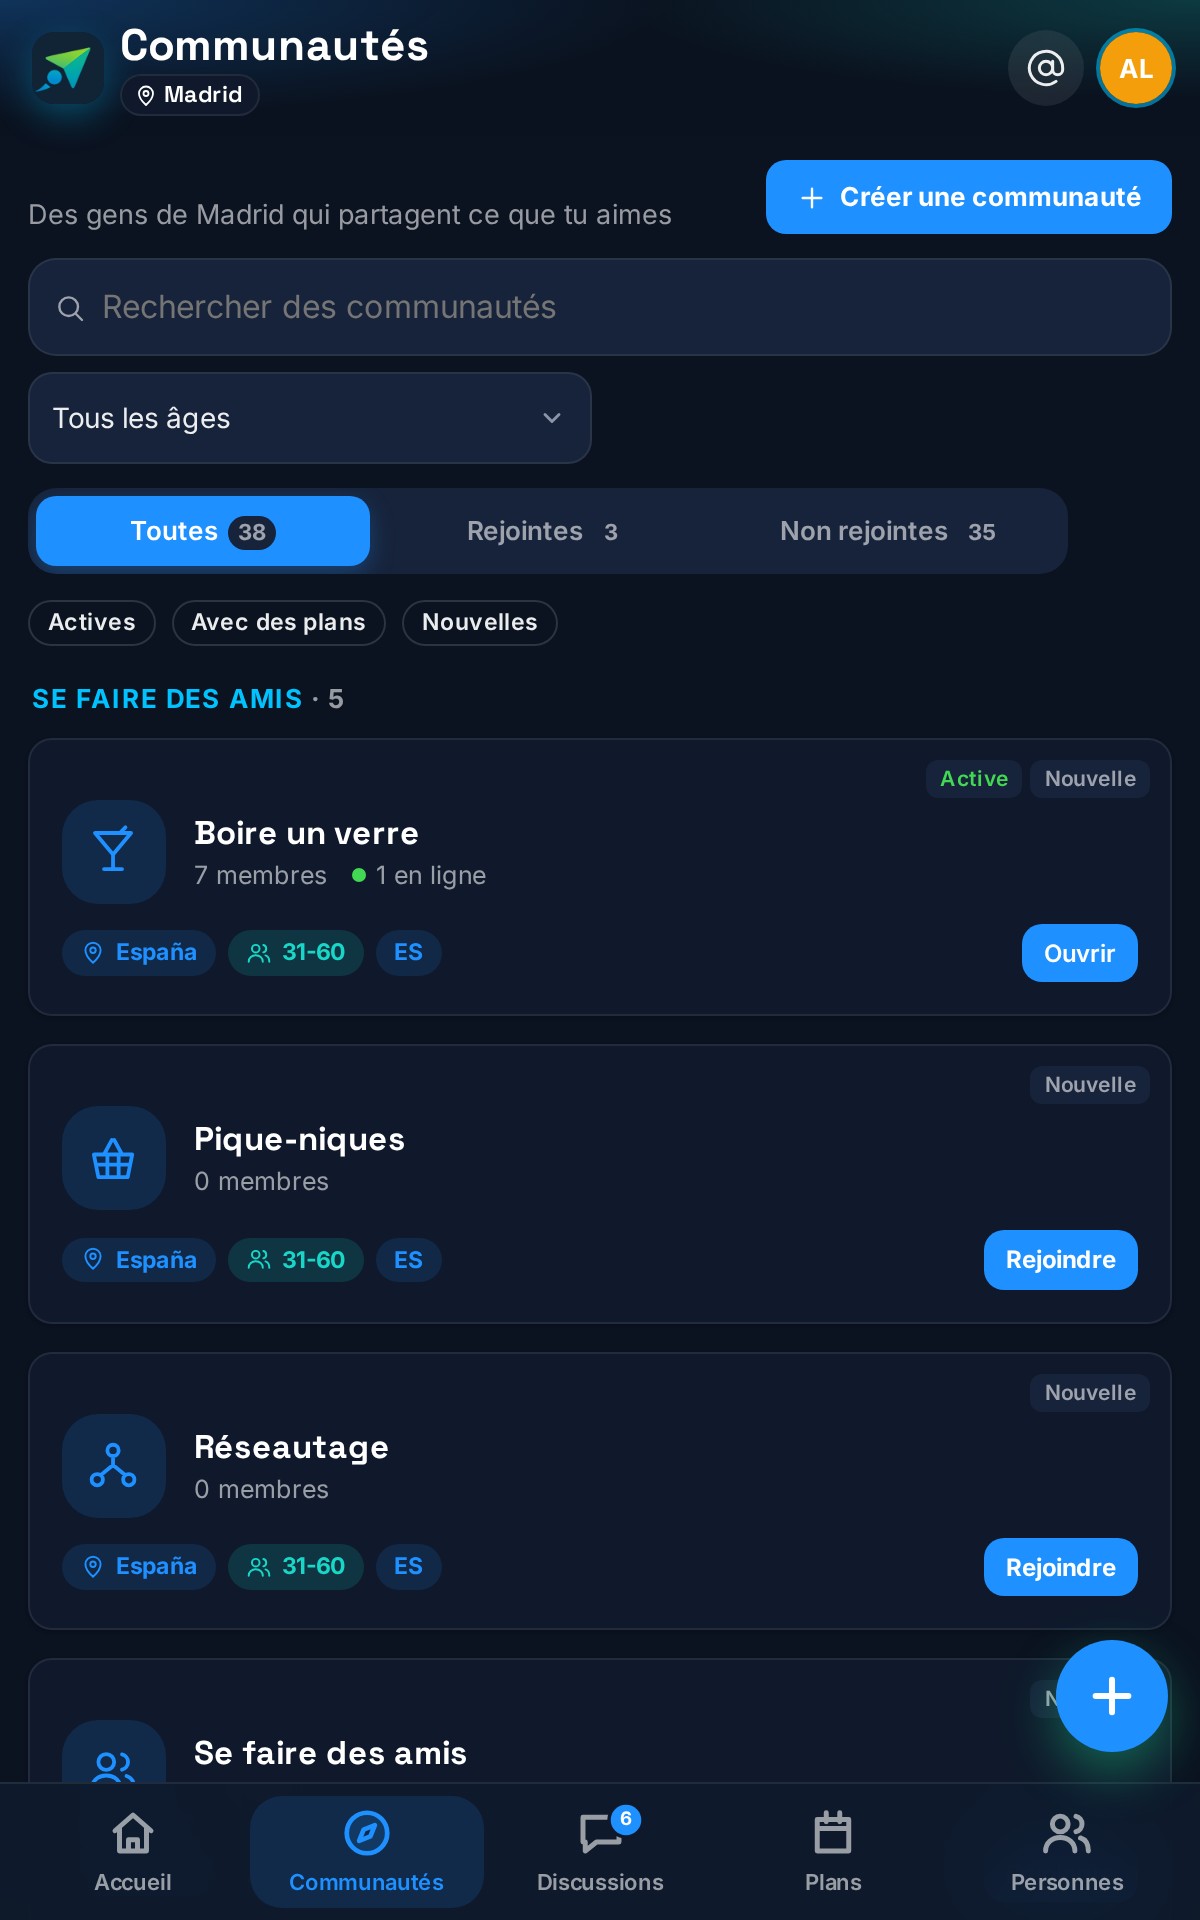 Communautés
Madrid
@
AL
Des gens de Madrid qui partagent ce que tu aimes
Créer une communauté
Rechercher des communautés
Tous les âges
Toutes 38 Rejointes 3 Non rejointes 35
Actives Avec des plans Nouvelles
SE FAIRE DES AMIS · 5
Active Nouvelle
Boire un verre
7 membres 1 en ligne
España 31-60 ES Ouvrir
Nouvelle
Pique-niques
0 membres
España 31-60 ES Rejoindre
Nouvelle
Réseautage
0 membres
España 31-60 ES Rejoindre
Se faire des amis
6
Accueil Communautés Discussions Plans Personnes